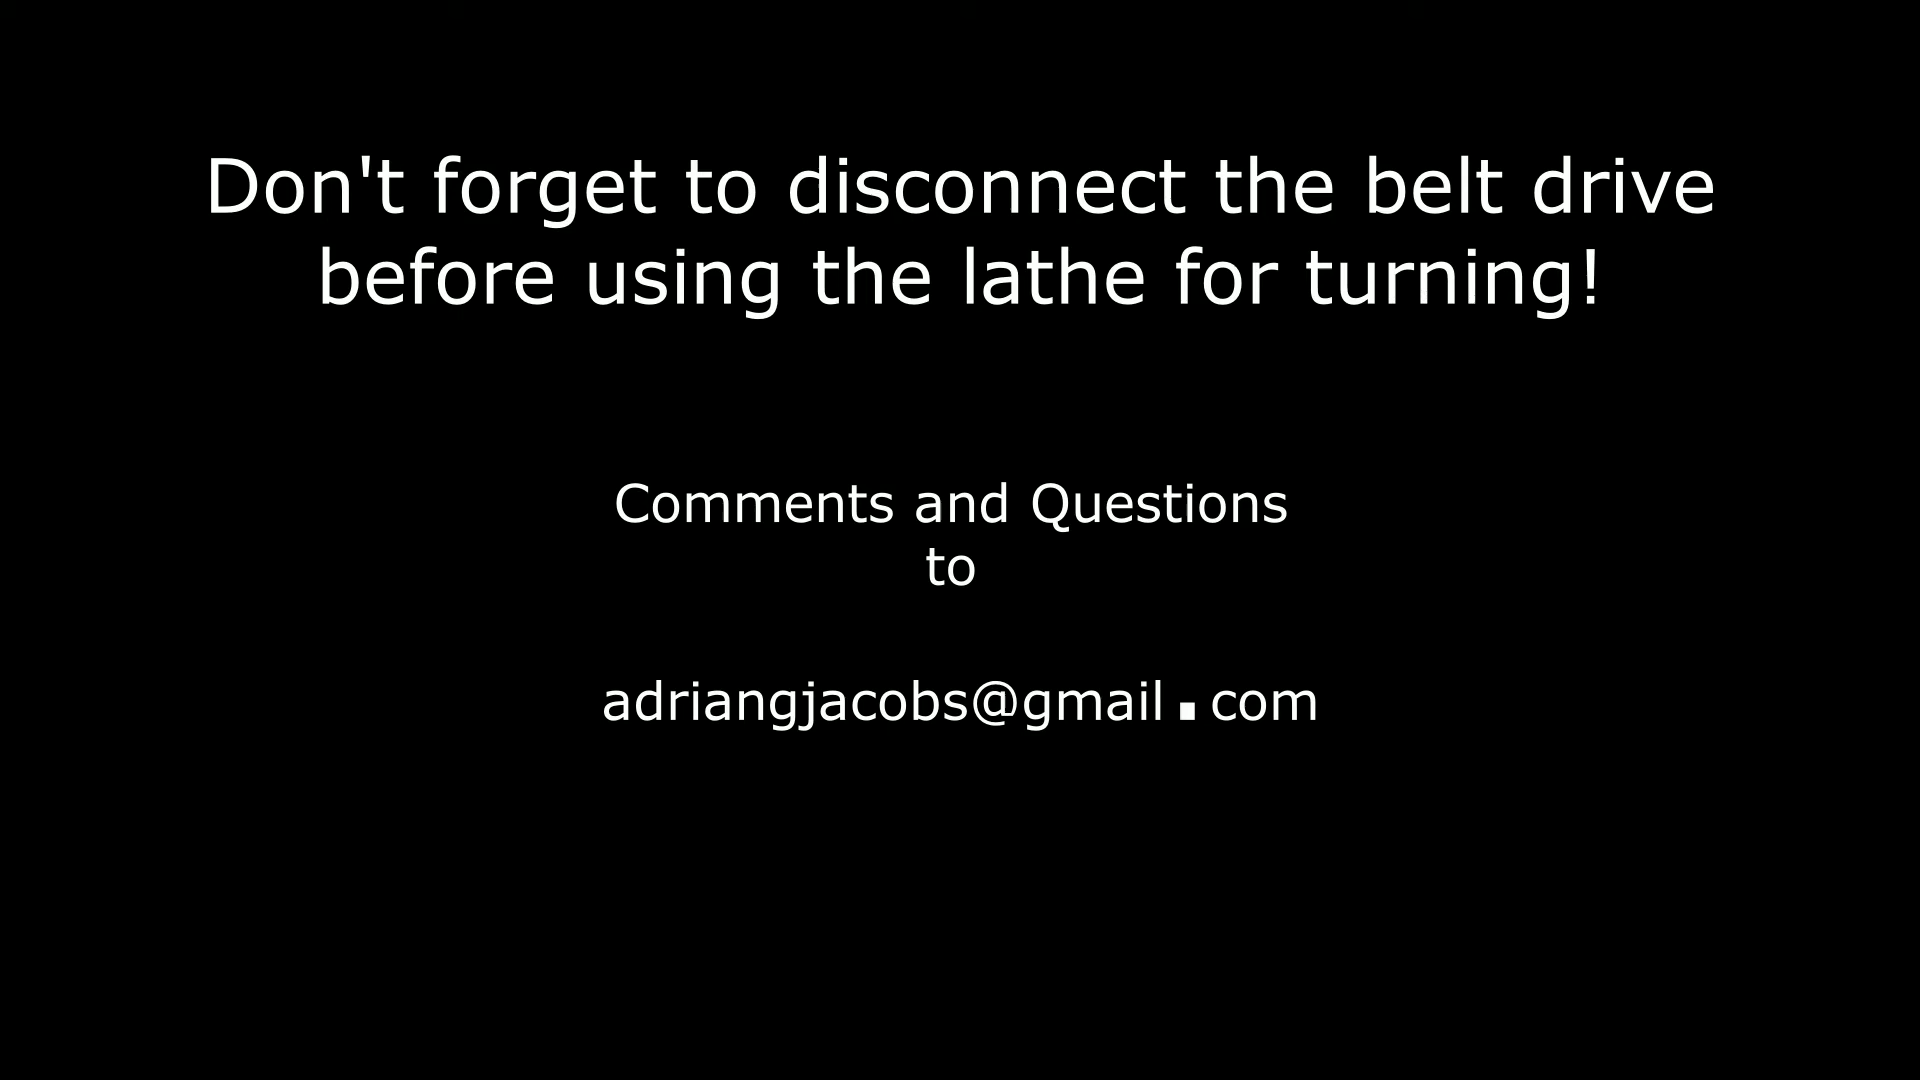 Don't forget to disconnect the belt drive
before using the lathe for turning!
Comments and Questions
to
adriangjacobs@gmail.com